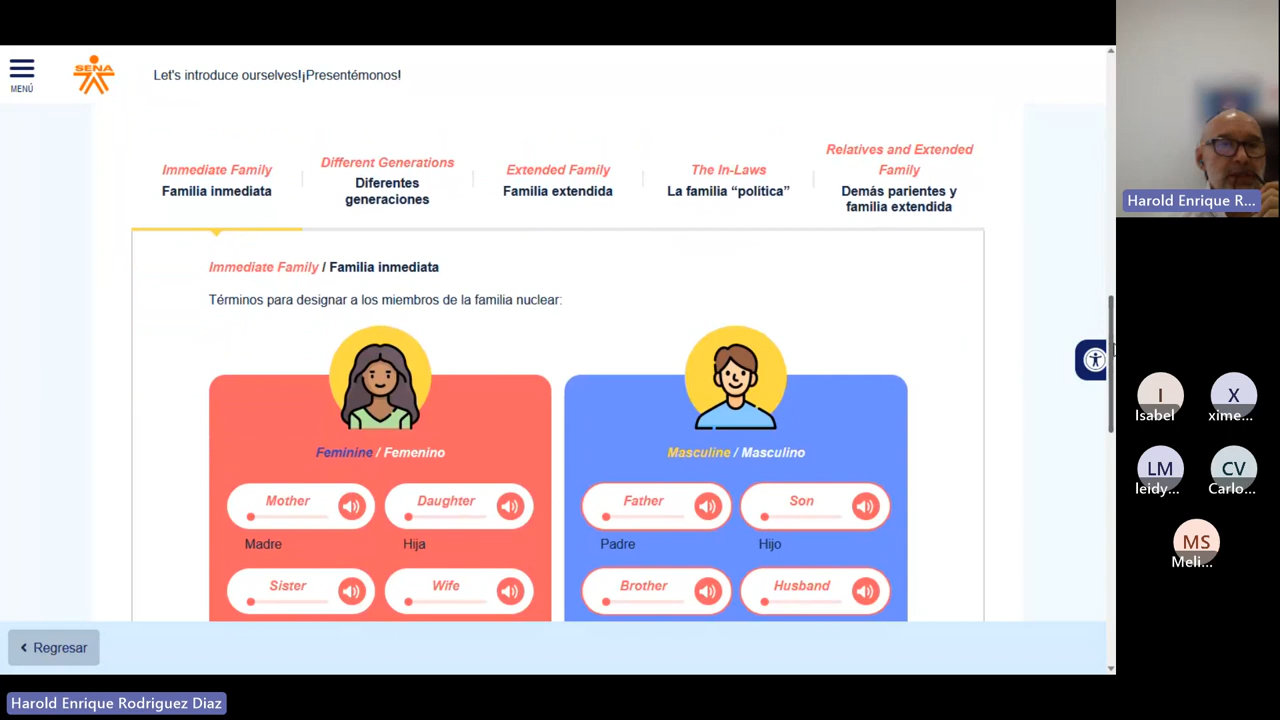 MENÚ
SENA
Let's introduce ourselves!¡Presentémonos!
Immediate Family
Familia inmediata
Different Generations
Diferentes
generaciones
Extended Family
Familia extendida
The In-Laws
La familia “política”
Relatives and Extended
Family
Demás parientes y
familia extendida
Immediate Family / Familia inmediata
Términos para designar a los miembros de la familia nuclear:
Feminine / Femenino
Mother
Daughter
Madre
Hija
Sister
Wife
Masculine / Masculino
Father
Son
Padre
Hijo
Brother
Husband
Regresar
Harold Enrique Rodriguez Diaz
Harold Enrique R...
I
Isabel
X
xime...
LM
leidy...
CV
Carlo...
MS
Meli...